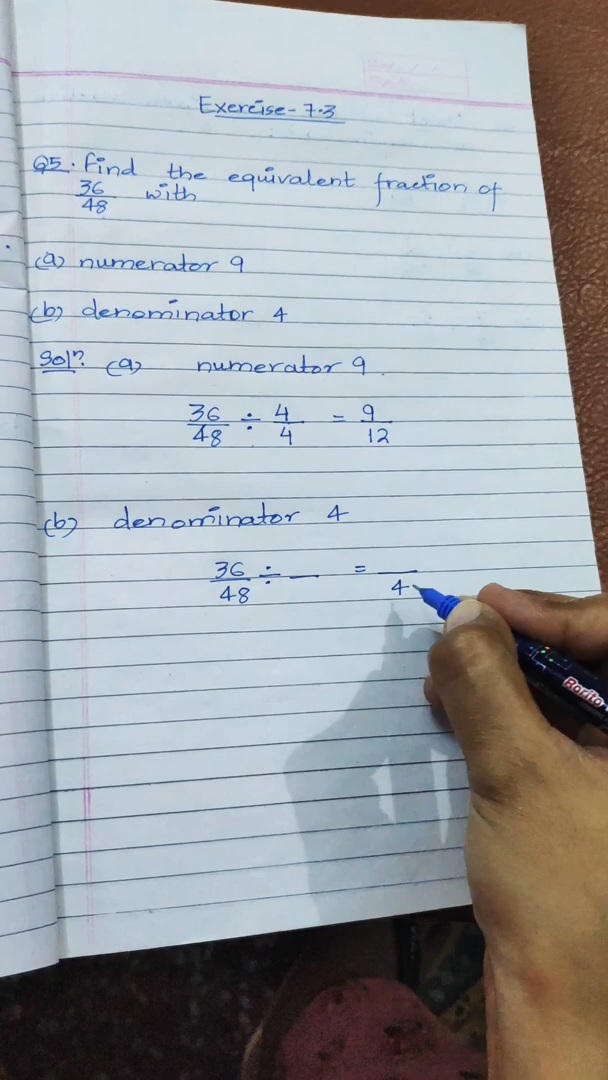 Exercise-7.3
Q5. find the equivalent fraction of
36/48 with
(a) numerator 9
(b) denominator 4
Sol? (a) numerator 9.
36/48 ÷ 4/4 = 9/12
(b) denominator 4
36/48 ÷ — = —/4
Rorito